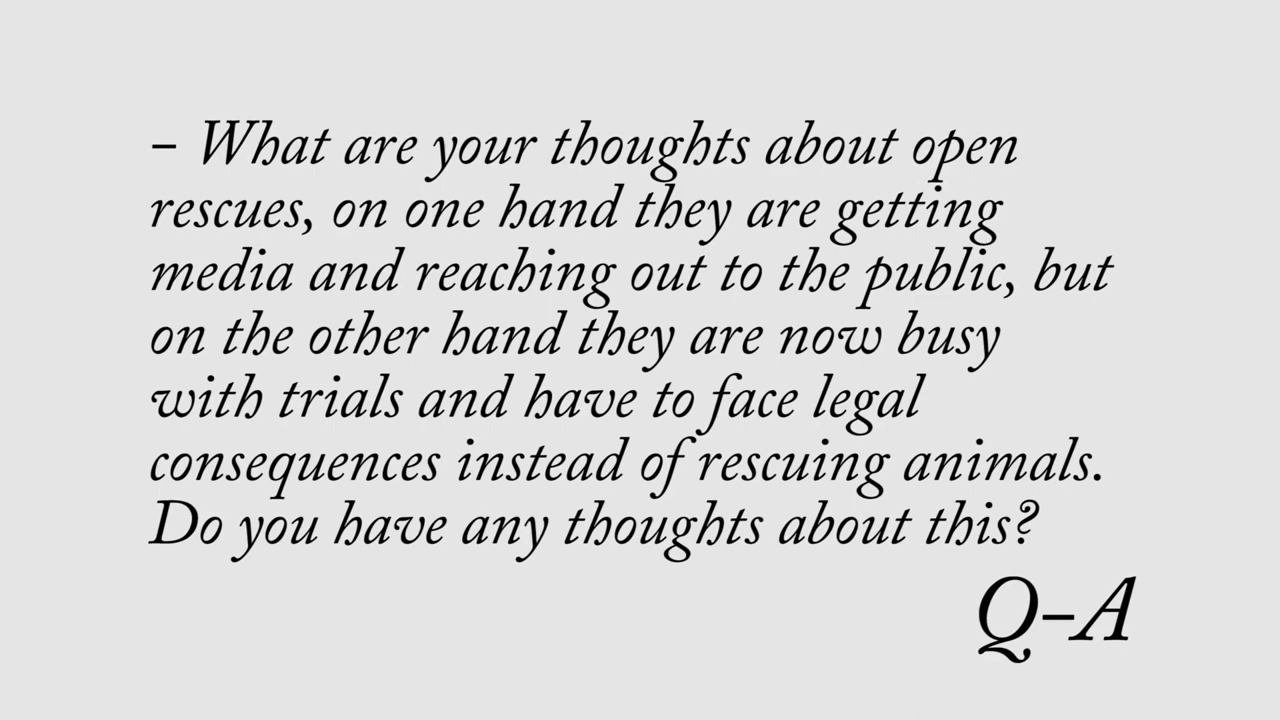 – What are your thoughts about open
rescues, on one hand they are getting
media and reaching out to the public, but
on the other hand they are now busy
with trials and have to face legal
consequences instead of rescuing animals.
Do you have any thoughts about this?
Q–A